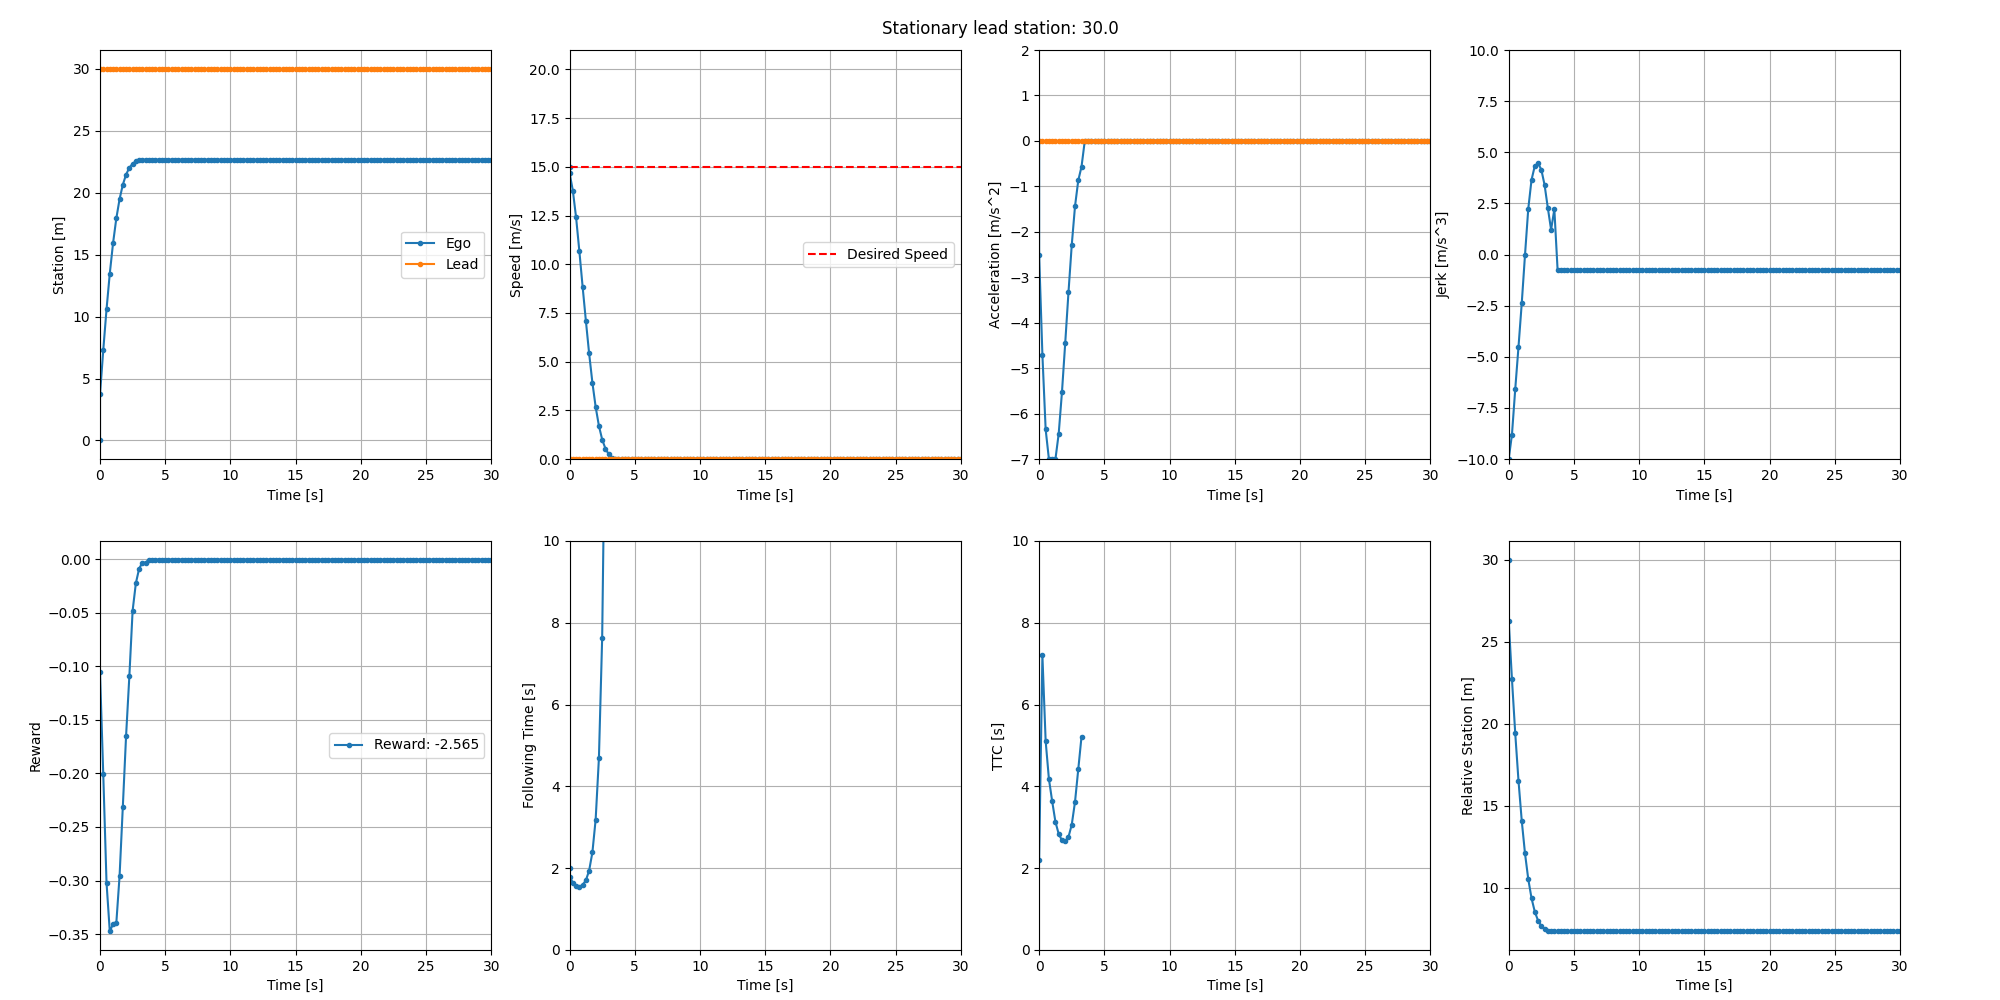 Stationary lead station: 30.0
Station [m]
30
25
20
15
10
5
0
Ego
Lead
0 5 10 15 20 25 30
Time [s]
Speed [m/s]
20.0
17.5
15.0
12.5
10.0
7.5
5.0
2.5
0.0
Desired Speed
0 5 10 15 20 25 30
Time [s]
Acceleration [m/s^2]
2
1
0
−1
−2
−3
−4
−5
−6
−7
0 5 10 15 20 25 30
Time [s]
Jerk [m/s^3]
10.0
7.5
5.0
2.5
0.0
−2.5
−5.0
−7.5
−10.0
0 5 10 15 20 25 30
Time [s]
Reward
0.00
−0.05
−0.10
−0.15
−0.20
−0.25
−0.30
−0.35
Reward: -2.565
0 5 10 15 20 25 30
Time [s]
Following Time [s]
10
8
6
4
2
0
0 5 10 15 20 25 30
Time [s]
TTC [s]
10
8
6
4
2
0
0 5 10 15 20 25 30
Time [s]
Relative Station [m]
30
25
20
15
10
0 5 10 15 20 25 30
Time [s]